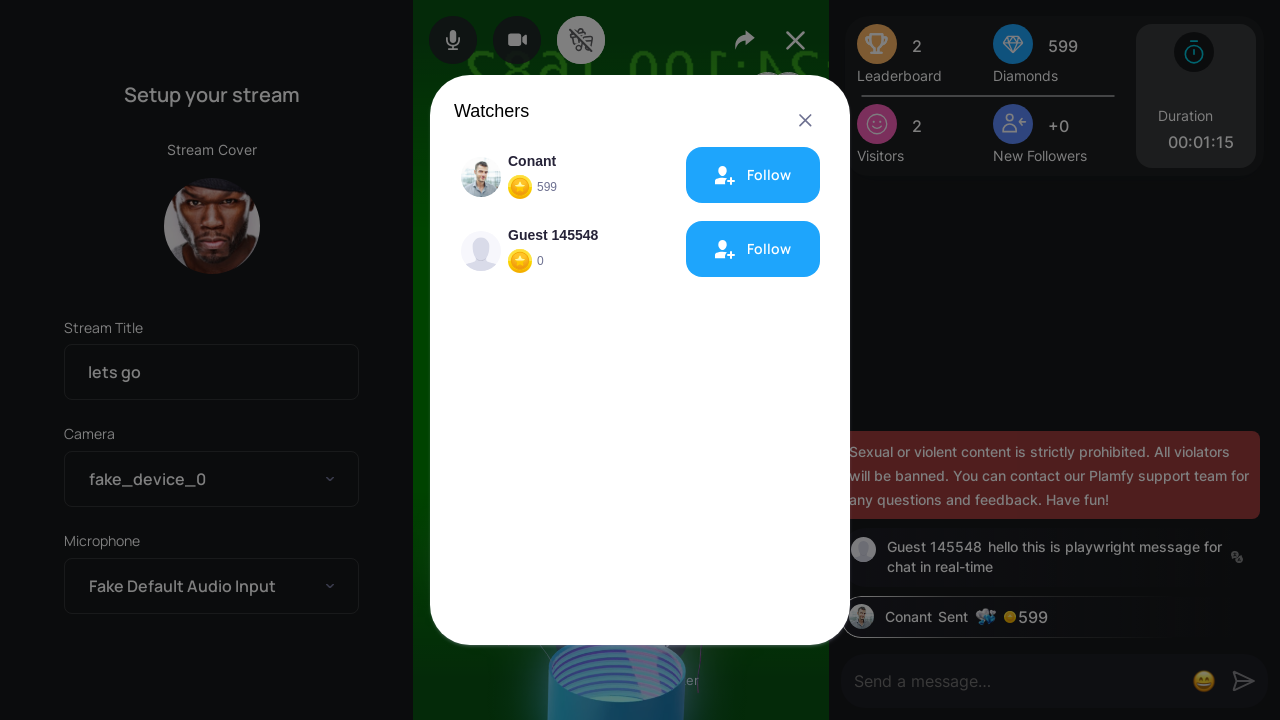 Setup your stream
Stream Cover
Stream Title
lets go
Camera
fake_device_0
Microphone
Fake Default Audio Input
Watchers
Conant
599
Follow
Guest 145548
0
Follow
2
Leaderboard
599
Diamonds
2
Visitors
+0
New Followers
Duration
00:01:15
Sexual or violent content is strictly prohibited. All violators
will be banned. You can contact our Plamfy support team for
any questions and feedback. Have fun!
Guest 145548 hello this is playwright message for
chat in real-time
Conant Sent 599
Send a message...